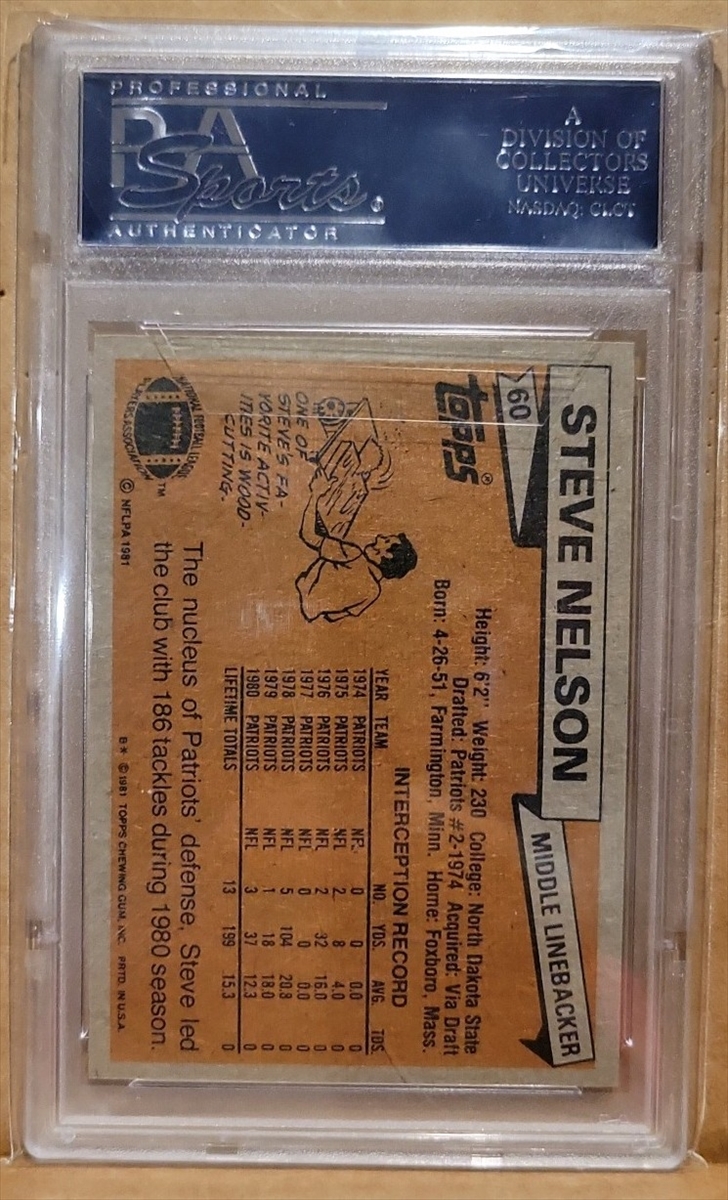 PROFESSIONAL
PSA
Sports
AUTHENTICATOR
A
DIVISION OF
COLLECTORS
UNIVERSE
NASDAQ: CLCT
STEVE NELSON
MIDDLE LINEBACKER
60
topps®
Height: 6'2" Weight: 230 College: North Dakota State
Drafted: Patriots #2-1974 Acquired: Via Draft
Born: 4-26-51, Farmington, Minn. Home: Foxboro, Mass.
ONE OF
STEVE'S FA-
VORITE ACTIV-
ITIES IS WOOD-
CUTTING.
INTERCEPTION RECORD
YEAR TEAM NO. YDS. AVG. TDS.
1974 PATRIOTS NFL 0 0 0.0 0
1975 PATRIOTS NFL 2 8 4.0 0
1976 PATRIOTS NFL 2 32 16.0 0
1977 PATRIOTS NFL 0 0 0.0 0
1978 PATRIOTS NFL 5 104 20.8 0
1979 PATRIOTS NFL 1 18 18.0 0
1980 PATRIOTS NFL 3 37 12.3 0
LIFETIME TOTALS 13 199 15.3 0
The nucleus of Patriots' defense, Steve led
the club with 186 tackles during 1980 season.
NATIONAL FOOTBALL LEAGUE
PLAYERS ASSOCIATION
TM
© NFLPA 1981
B* © 1981 TOPPS CHEWING GUM, INC. PRTD. IN U.S.A.